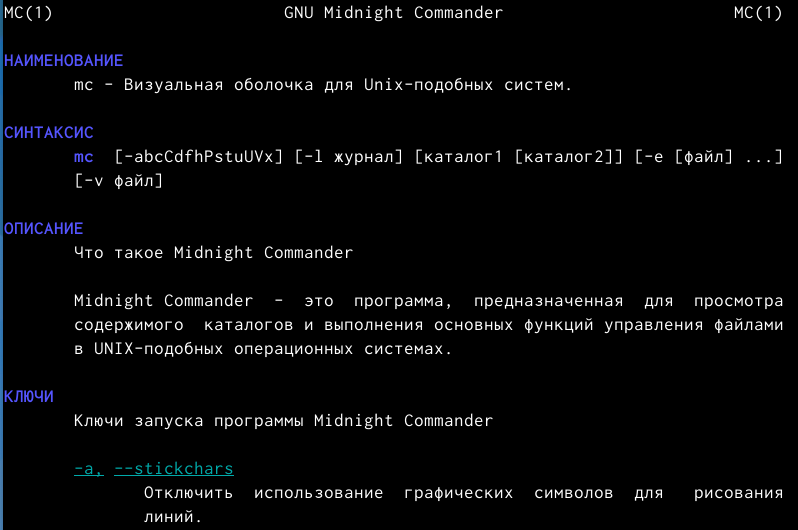 MC(1) GNU Midnight Commander MC(1)
НАИМЕНОВАНИЕ
mc - Визуальная оболочка для Unix-подобных систем.
СИНТАКСИС
mc [-abcCdfhPstuUVx] [-l журнал] [каталог1 [каталог2]] [-e [файл] ...]
[-v файл]
ОПИСАНИЕ
Что такое Midnight Commander
Midnight Commander - это программа, предназначенная для просмотра
содержимого каталогов и выполнения основных функций управления файлами
в UNIX-подобных операционных системах.
КЛЮЧИ
Ключи запуска программы Midnight Commander
-a, --stickchars
Отключить использование графических символов для рисования
линий.